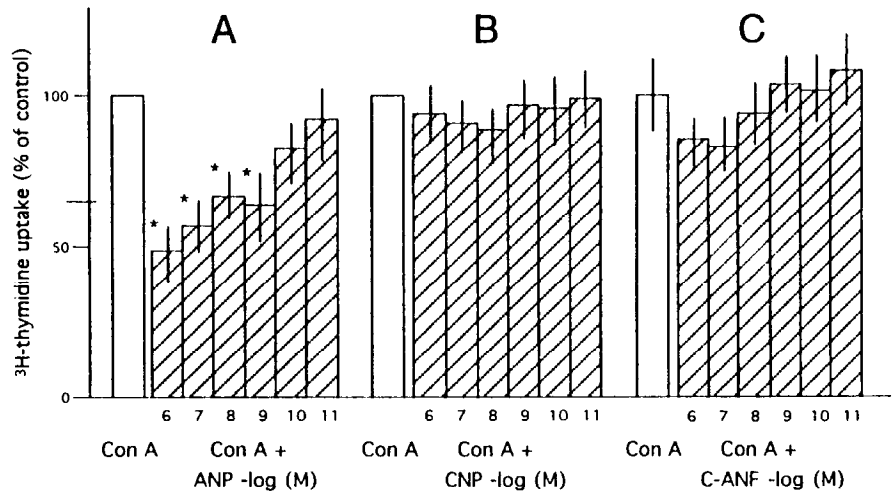 A B C
³H-thymidine uptake (% of control)
100
50
0
* * * *
6 7 8 9 10 11 6 7 8 9 10 11 6 7 8 9 10 11
Con A Con A + Con A Con A + Con A Con A +
ANP -log (M) CNP -log (M) C-ANF -log (M)